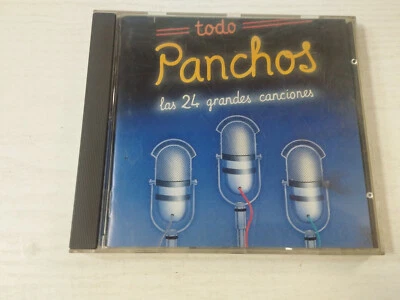 todo
Panchos
las 24 grandes canciones